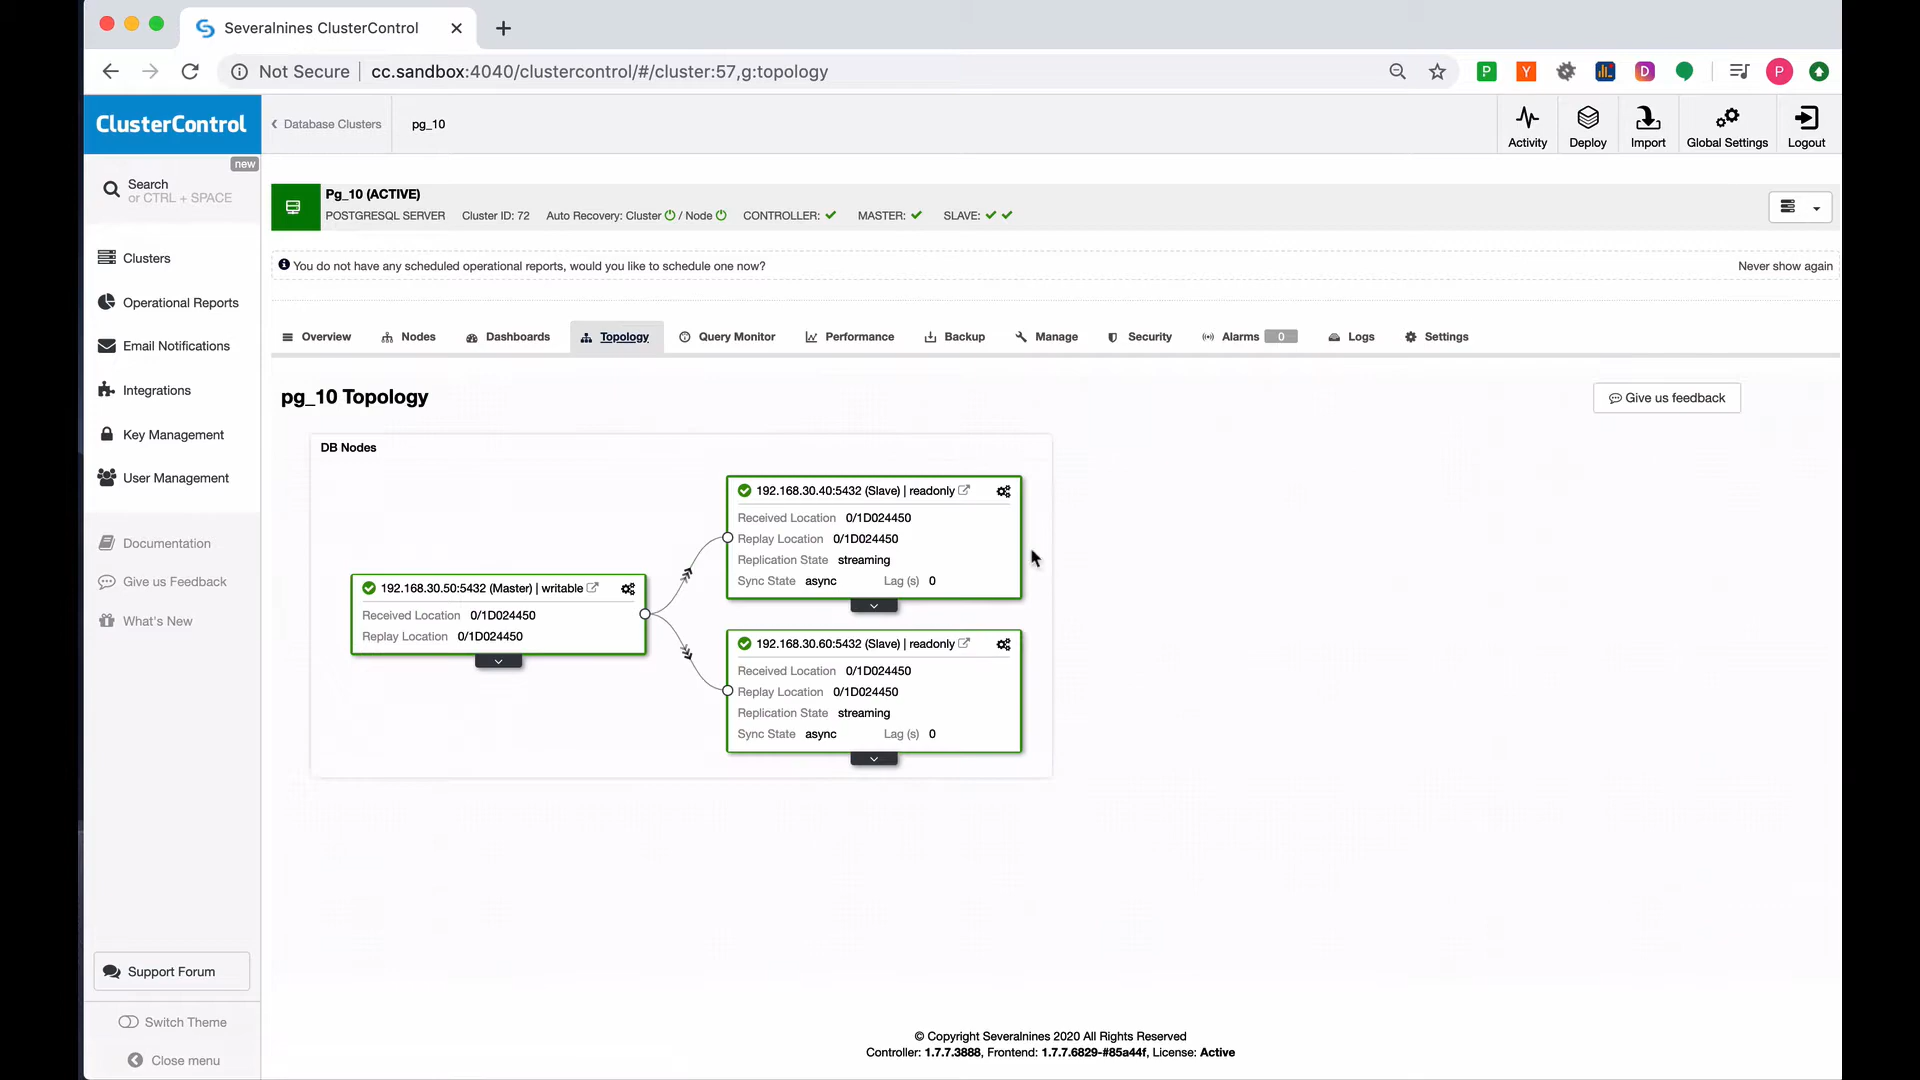 Severalnines ClusterControl
Not Secure
cc.sandbox:4040/clustercontrol/#/cluster:57,g:topology
P
Y
D
P
ClusterControl
Database Clusters
pg_10
Activity
Deploy
Import
Global Settings
Logout
new
Search
or CTRL + SPACE
Clusters
Operational Reports
Email Notifications
Integrations
Key Management
User Management
Documentation
Give us Feedback
What's New
Support Forum
Switch Theme
Close menu
Pg_10 (ACTIVE)
POSTGRESQL SERVER Cluster ID: 72 Auto Recovery: Cluster / Node CONTROLLER: MASTER: SLAVE:
You do not have any scheduled operational reports, would you like to schedule one now?
Never show again
Overview Nodes Dashboards Topology Query Monitor Performance Backup Manage Security Alarms 0 Logs Settings
pg_10 Topology
Give us feedback
DB Nodes
192.168.30.50:5432 (Master) | writable
Received Location 0/1D024450
Replay Location 0/1D024450
192.168.30.40:5432 (Slave) | readonly
Received Location 0/1D024450
Replay Location 0/1D024450
Replication State streaming
Sync State async Lag (s) 0
192.168.30.60:5432 (Slave) | readonly
Received Location 0/1D024450
Replay Location 0/1D024450
Replication State streaming
Sync State async Lag (s) 0
© Copyright Severalnines 2020 All Rights Reserved
Controller: 1.7.7.3888, Frontend: 1.7.7.6829-#85a44f, License: Active